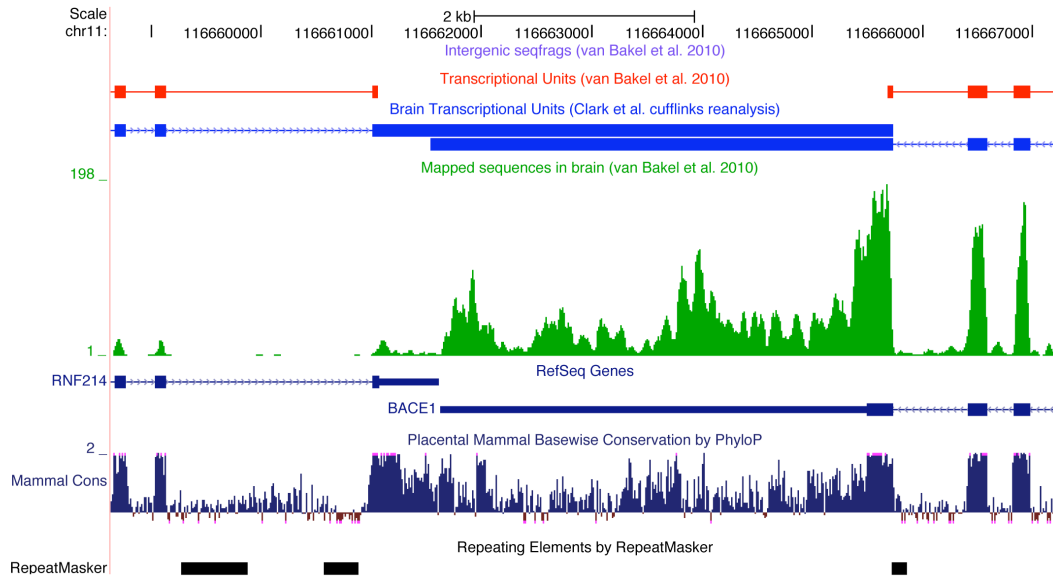 Scale 2 kb
chr11: 116660000 116661000 116662000 116663000 116664000 116665000 116666000 116667000
Intergenic seqfrags (van Bakel et al. 2010)
Transcriptional Units (van Bakel et al. 2010)
Brain Transcriptional Units (Clark et al. cufflinks reanalysis)
Mapped sequences in brain (van Bakel et al. 2010)
198 _
1 _
RefSeq Genes
RNF214
BACE1
Placental Mammal Basewise Conservation by PhyloP
2 _
Mammal Cons
Repeating Elements by RepeatMasker
RepeatMasker